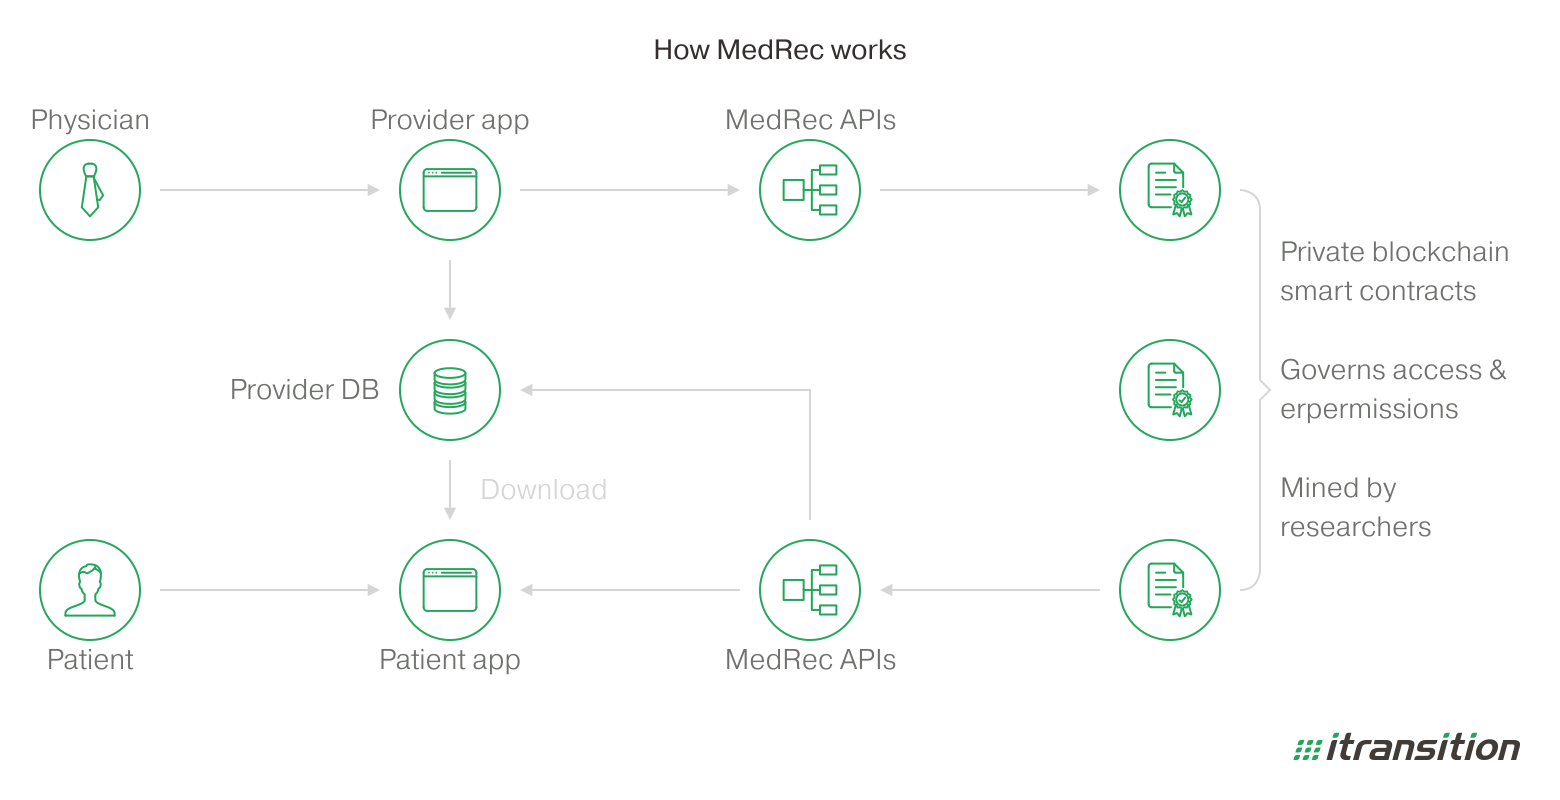 How MedRec works
Physician
Provider app
MedRec APIs
Private blockchain
smart contracts
Governs access &
erpermissions
Mined by
researchers
Provider DB
Download
Patient
Patient app
MedRec APIs
itransition